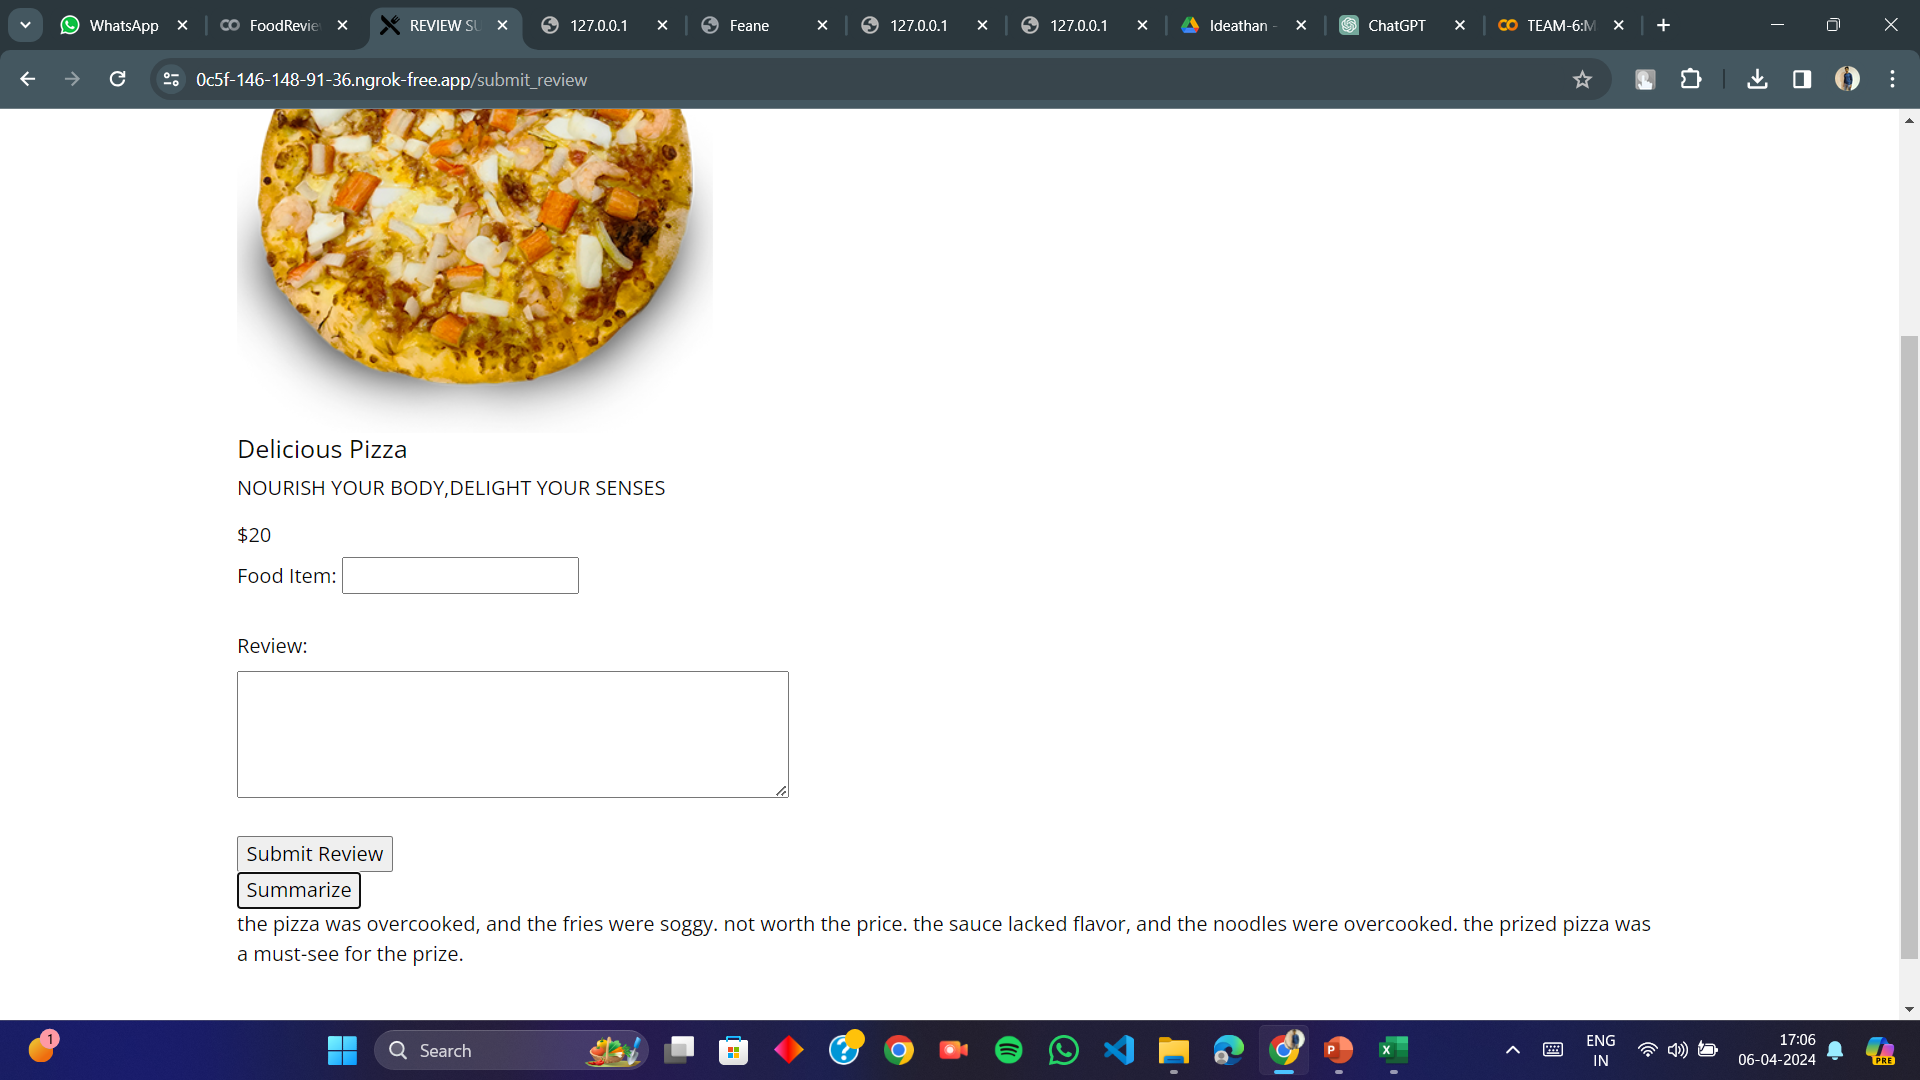 WhatsApp
FoodRevie
REVIEW SU
127.0.0.1
Feane
127.0.0.1
127.0.0.1
Ideathan -
ChatGPT
TEAM-6:M
0c5f-146-148-91-36.ngrok-free.app/submit_review
Delicious Pizza
NOURISH YOUR BODY,DELIGHT YOUR SENSES
$20
Food Item:
Review:
Submit Review
Summarize
the pizza was overcooked, and the fries were soggy. not worth the price. the sauce lacked flavor, and the noodles were overcooked. the prized pizza was
a must-see for the prize.
1
Search
ENG
IN
17:06
06-04-2024
PRE